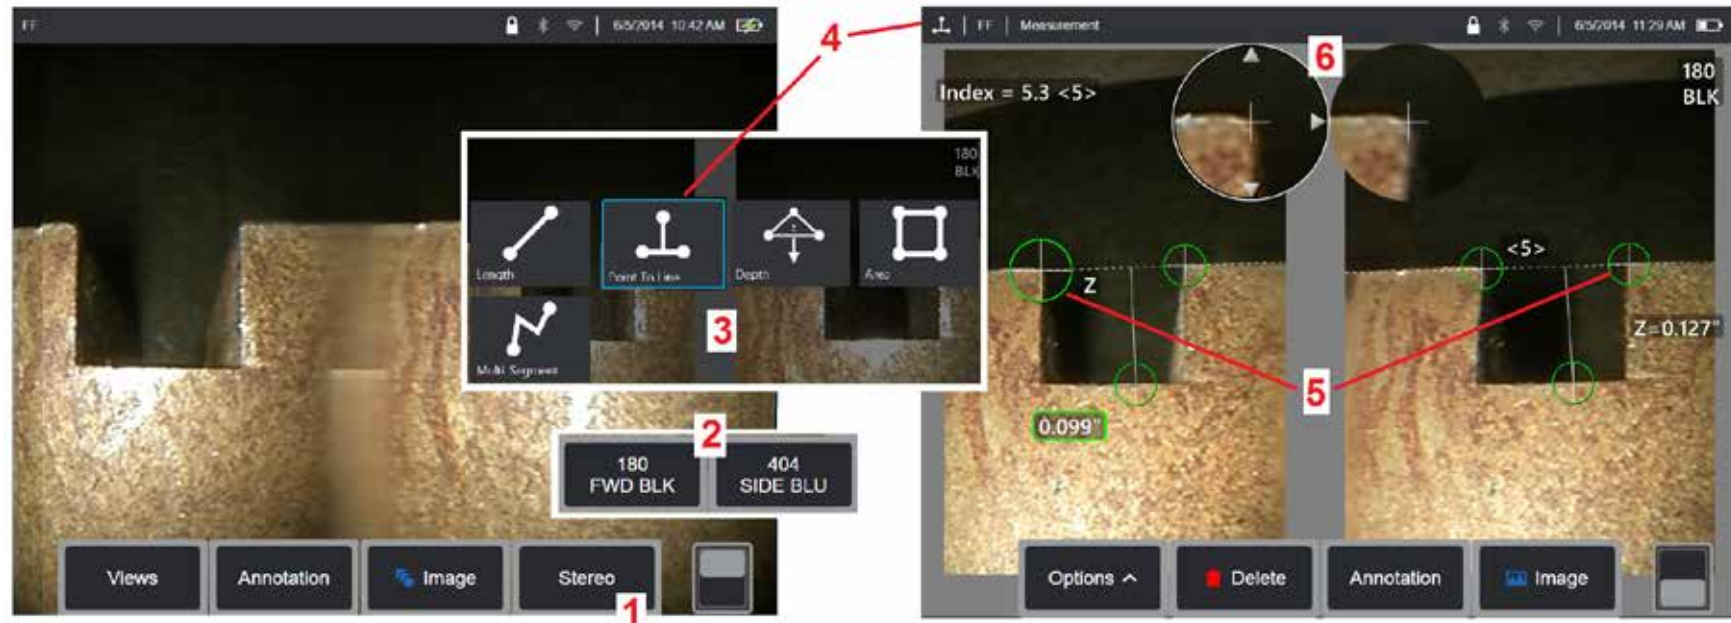 FF
6/5/2014 10:42 AM
4
FF
Measurement
6/5/2014 11:29 AM
6
Index = 5.3 <5>
180
BLK
180
BLK
Length
Point To Line
Depth
Area
Multi Segment
3
<5>
Z
Z=0.127"
5
0.099"
2
180
FWD BLK
404
SIDE BLU
Views
Annotation
Image
Stereo
1
Options
Delete
Annotation
Image